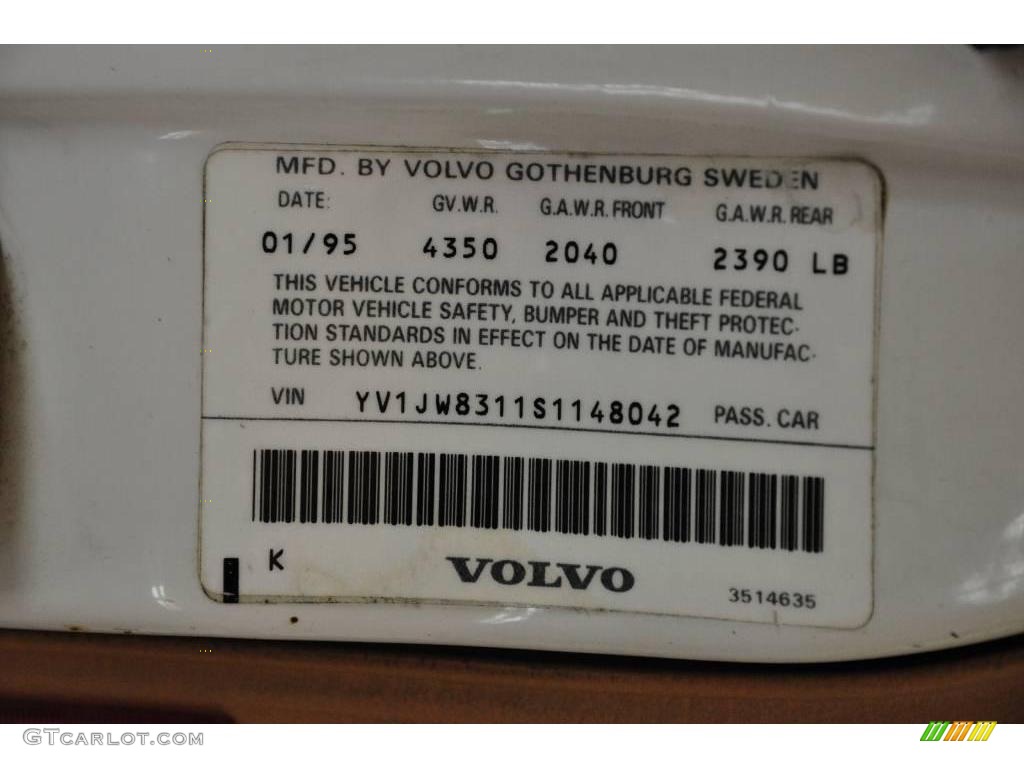 MFD. BY VOLVO GOTHENBURG SWEDEN
DATE: GV.W.R. G.A.W.R. FRONT G.A.W.R. REAR
01/95 4350 2040 2390 LB
THIS VEHICLE CONFORMS TO ALL APPLICABLE FEDERAL
MOTOR VEHICLE SAFETY, BUMPER AND THEFT PROTEC-
TION STANDARDS IN EFFECT ON THE DATE OF MANUFAC-
TURE SHOWN ABOVE.
VIN YV1JW8311S1148042 PASS. CAR
K VOLVO 3514635
GTCARLOT.COM